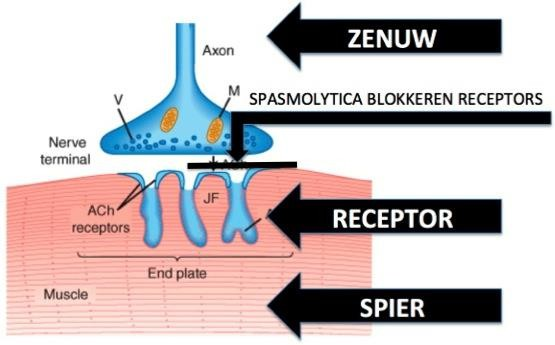 ZENUW
Axon
V
M
SPASMOLYTICA BLOKKEREN RECEPTORS
Nerve
terminal
JF
ACh
receptors
RECEPTOR
End plate
Muscle
SPIER